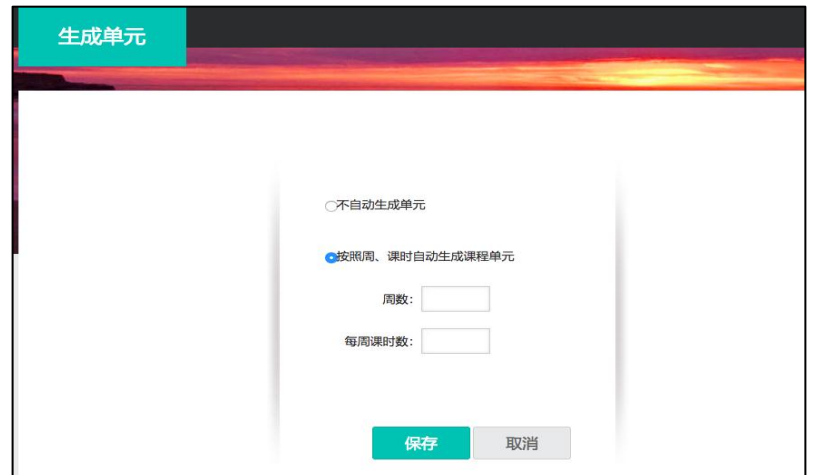 生成单元
不自动生成单元
按照周、课时自动生成课程单元
周数：
每周课时数：
保存 取消